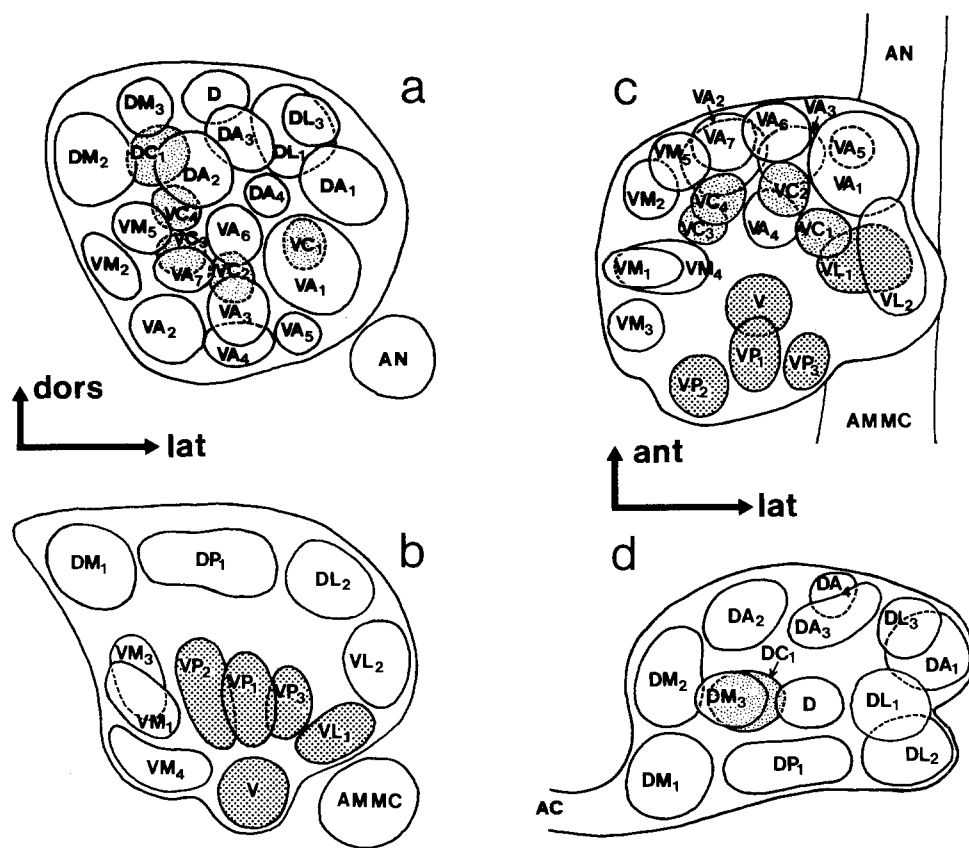 a
D
DM3
DA3
DL3
DC1
DL1
DM2
DA2
DA4
DA1
VC4
VM5
VA6
VC3
VC1
VM2
VA7
VC2
VA1
VA3
VA2
VA5
VA4
AN
dors
lat
c
AN
VA2
VA6
VA3
VA7
VM5
VA5
VA1
VM2
VC4
VC2
VC3
VA4
VC1
VM1
VM4
VL1
VL2
V
VM3
VP1
VP3
VP2
AMMC
ant
lat
b
DM1
DP1
DL2
VM3
VP2
VP1
VP3
VL2
VM1
VL1
VM4
V
AMMC
d
DA4
DA2
DA3
DL3
DC1
DA1
DM2
DM3
D
DL1
DM1
DP1
DL2
AC